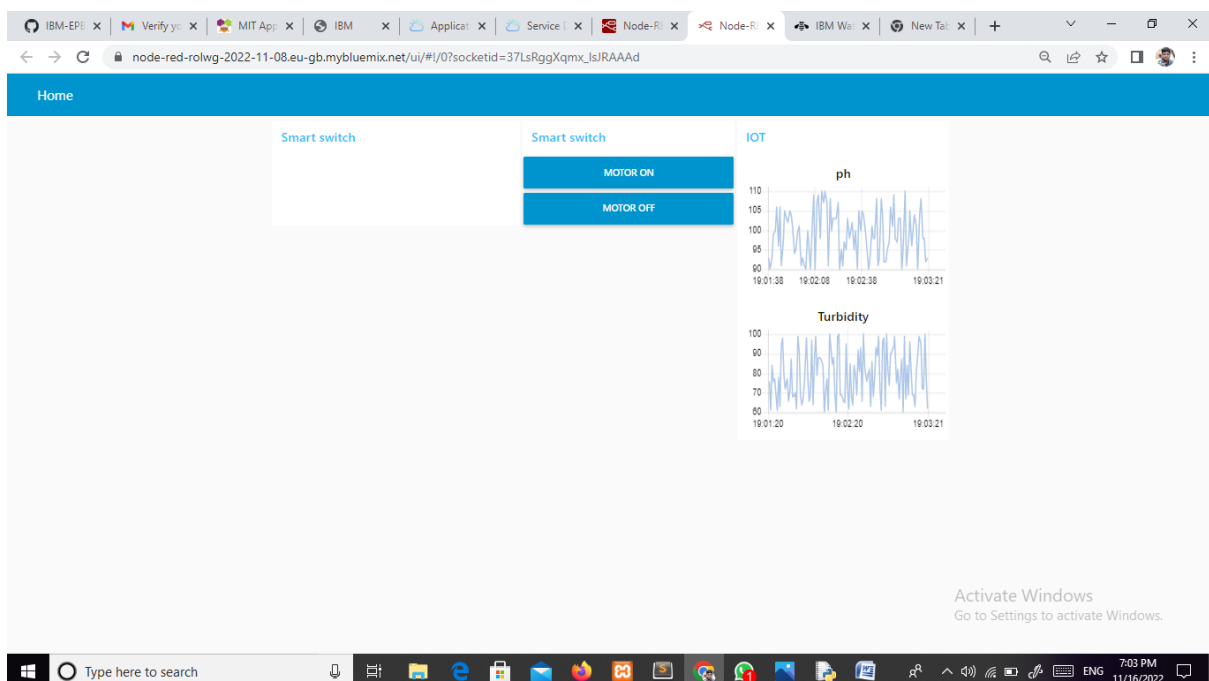 IBM-EPB
Verify yo
MIT App
IBM
Applicat
Service D
Node-RE
Node-RE
IBM Wat
New Tab
node-red-rolwg-2022-11-08.eu-gb.mybluemix.net/ui/#!/0?socketid=37LsRggXqmx_IsJRAAAd
Home
Smart switch
Smart switch
MOTOR ON
MOTOR OFF
IOT
ph
110
105
100
95
90
19:01:38 19:02:08 19:02:38 19:03:21
Turbidity
100
90
80
70
60
19:01:20 19:02:20 19:03:21
Activate Windows
Go to Settings to activate Windows.
Type here to search
ENG
7:03 PM
11/16/2022